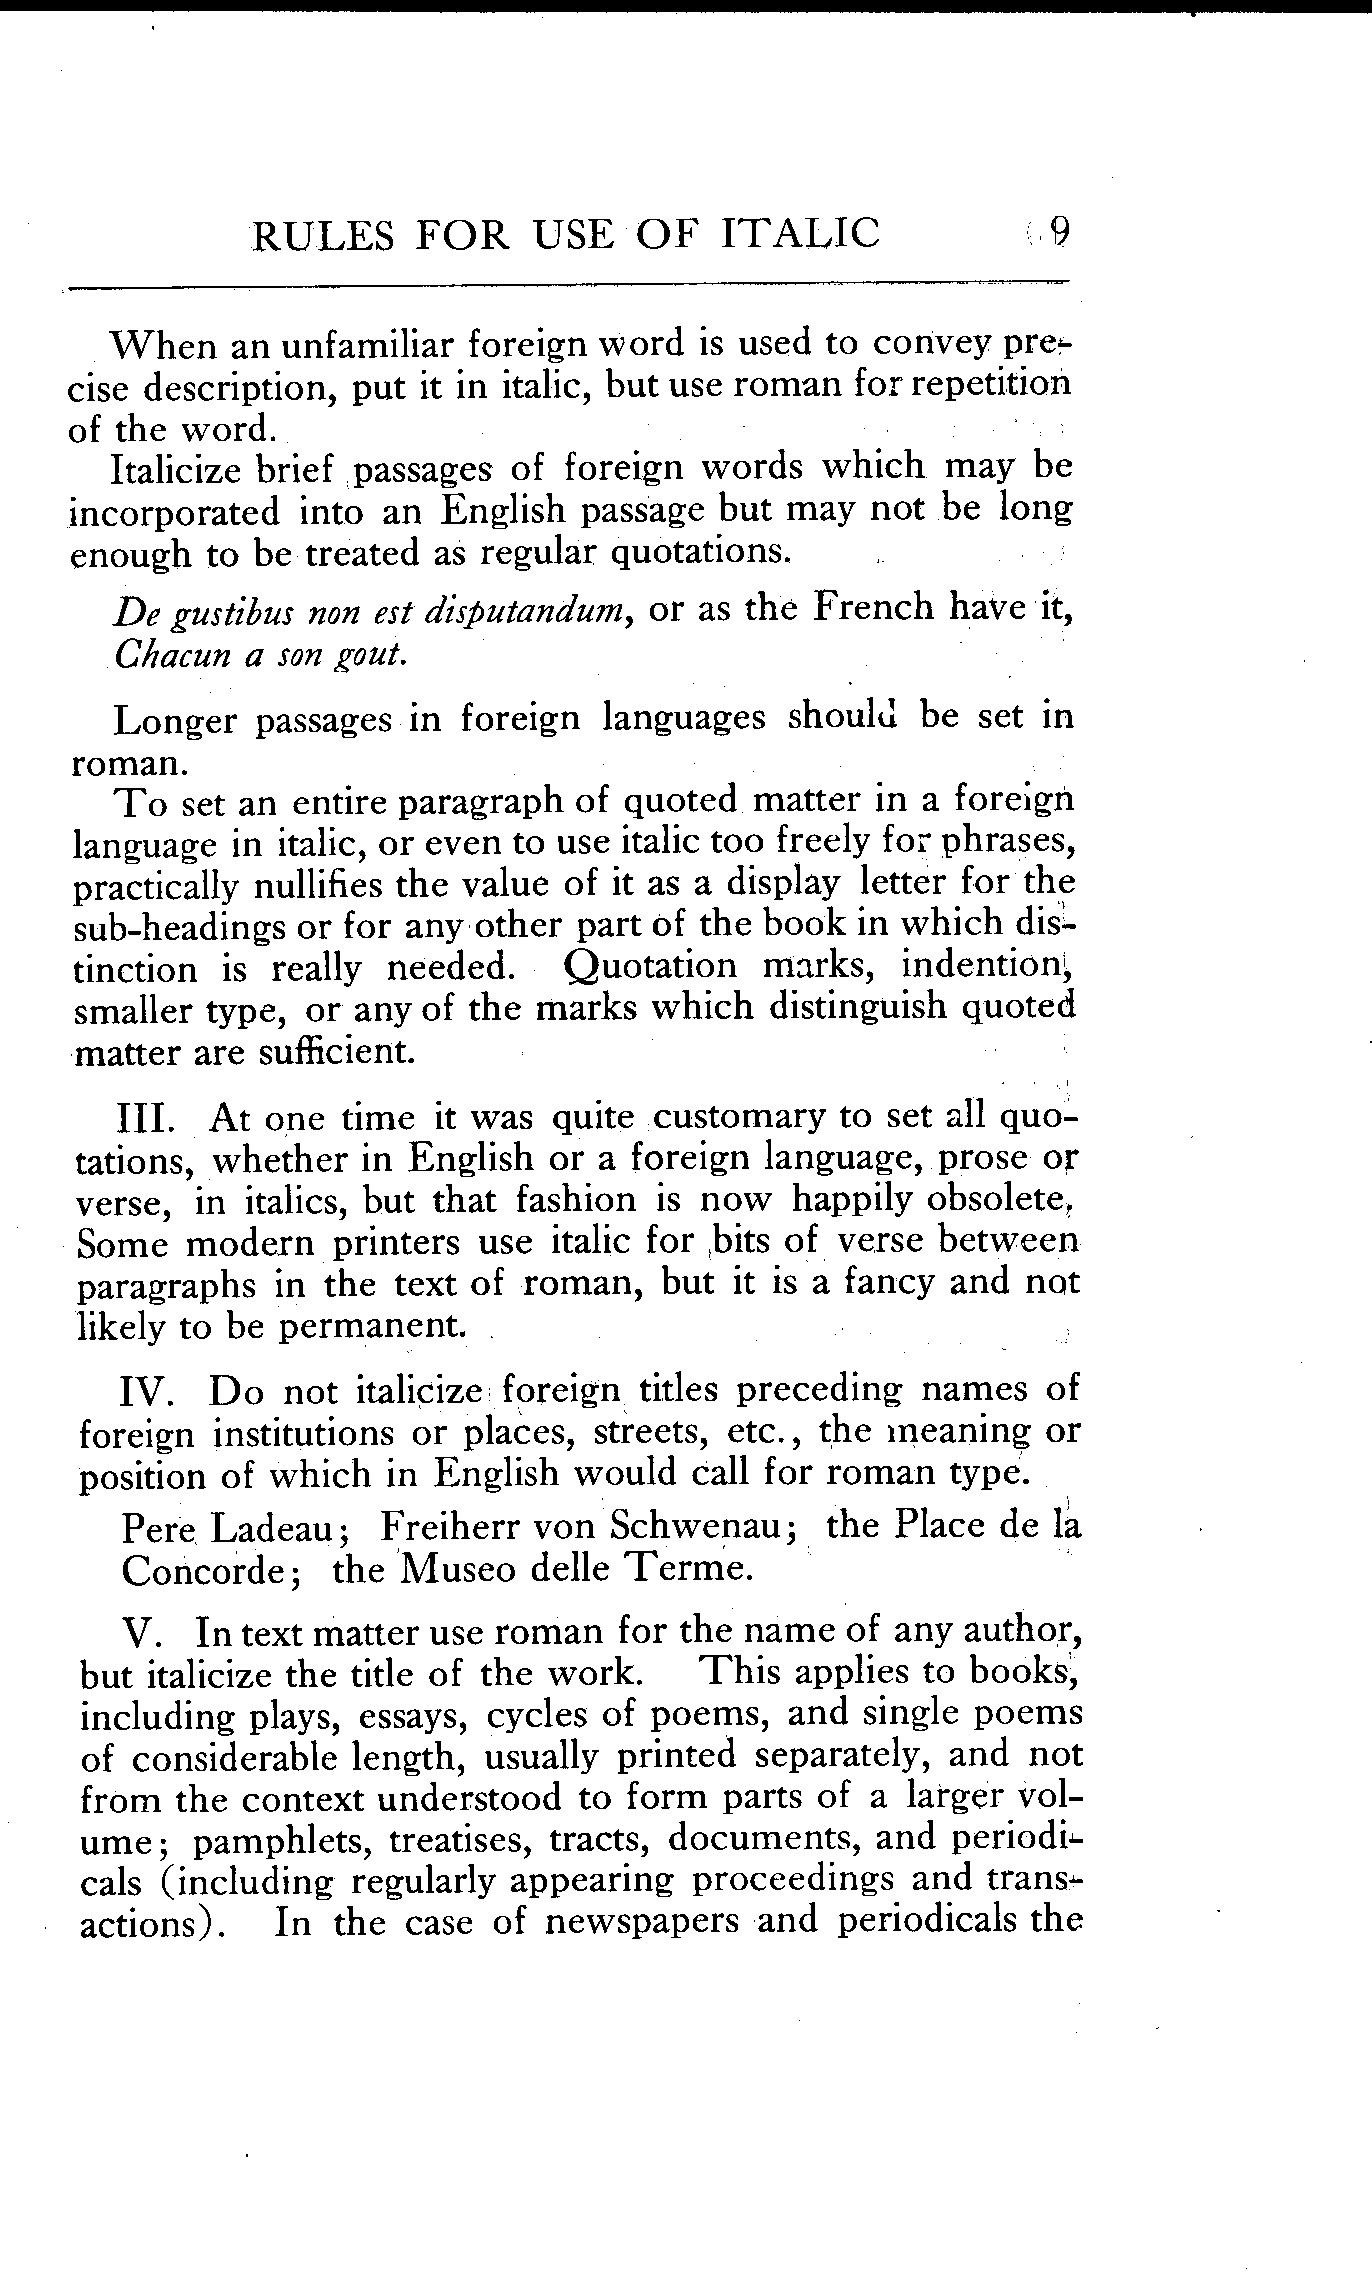 RULES FOR USE OF ITALIC 9
When an unfamiliar foreign word is used to convey pre-
cise description, put it in italic, but use roman for repetition
of the word.
Italicize brief passages of foreign words which may be
incorporated into an English passage but may not be long
enough to be treated as regular quotations.
De gustibus non est disputandum, or as the French have it,
Chacun a son gout.
Longer passages in foreign languages should be set in
roman.
To set an entire paragraph of quoted matter in a foreign
language in italic, or even to use italic too freely for phrases,
practically nullifies the value of it as a display letter for the
sub-headings or for any other part of the book in which dis-
tinction is really needed. Quotation marks, indention,
smaller type, or any of the marks which distinguish quoted
matter are sufficient.
III. At one time it was quite customary to set all quo-
tations, whether in English or a foreign language, prose or
verse, in italics, but that fashion is now happily obsolete.
Some modern printers use italic for bits of verse between
paragraphs in the text of roman, but it is a fancy and not
likely to be permanent.
IV. Do not italicize foreign titles preceding names of
foreign institutions or places, streets, etc., the meaning or
position of which in English would call for roman type.
Pere Ladeau; Freiherr von Schwenau; the Place de la
Concorde; the Museo delle Terme.
V. In text matter use roman for the name of any author,
but italicize the title of the work. This applies to books,
including plays, essays, cycles of poems, and single poems
of considerable length, usually printed separately, and not
from the context understood to form parts of a larger vol-
ume; pamphlets, treatises, tracts, documents, and periodi-
cals (including regularly appearing proceedings and trans-
actions). In the case of newspapers and periodicals the